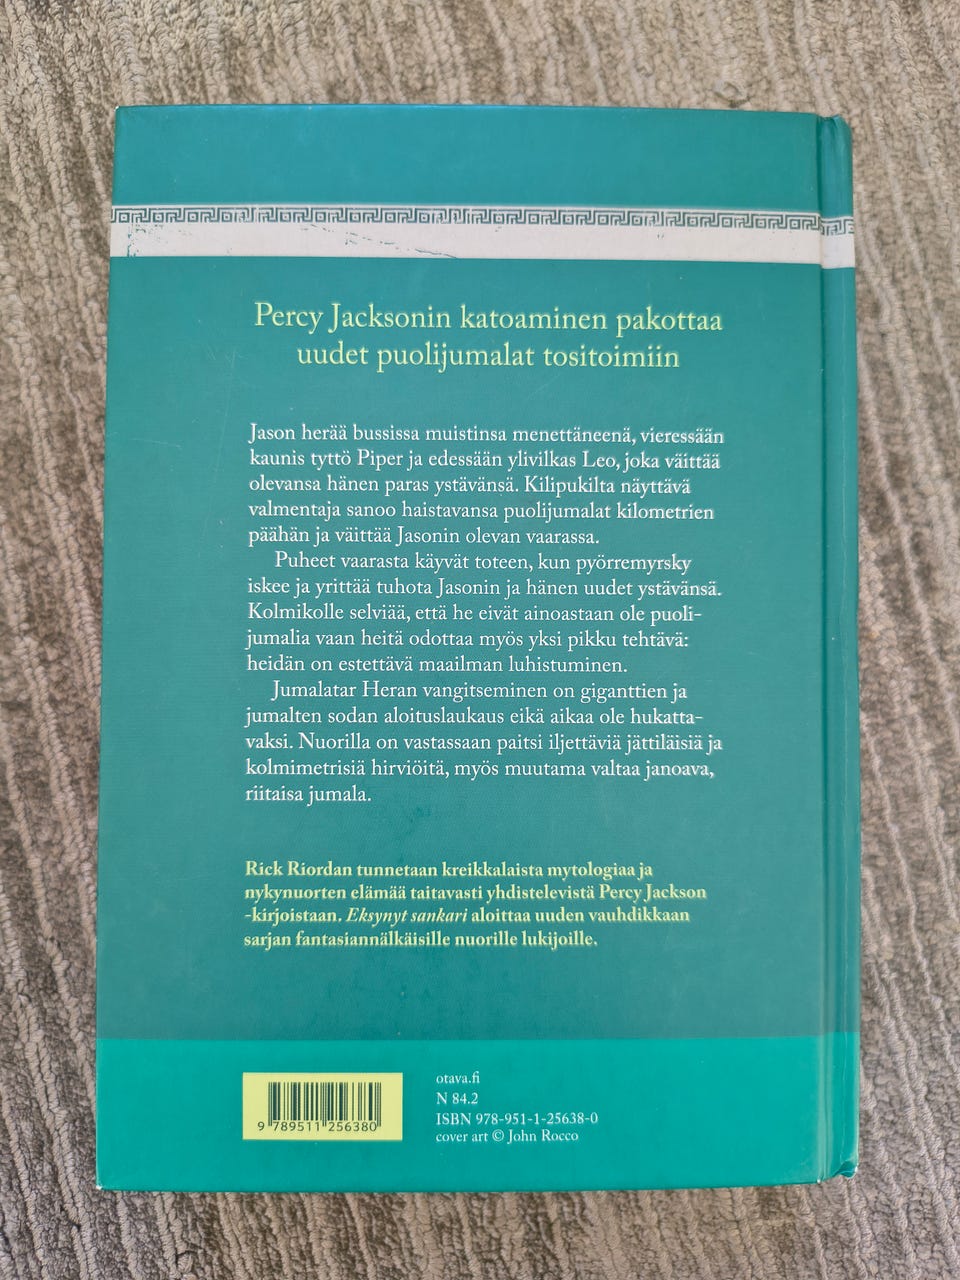 Percy Jacksonin katoaminen pakottaa
uudet puolijumalat tositoimiin
Jason herää bussissa muistinsa menettäneenä, vieressään
kaunis tyttö Piper ja edessään ylivilkas Leo, joka väittää
olevansa hänen paras ystävänsä. Kilipukilta näyttävä
valmentaja sanoo haistavansa puolijumalat kilometrien
päähän ja väittää Jasonin olevan vaarassa.
Puheet vaarasta käyvät toteen, kun pyörremyrsky
iskee ja yrittää tuhota Jasonin ja hänen uudet ystävänsä.
Kolmikolle selviää, että he eivät ainoastaan ole puoli-
jumalia vaan heitä odottaa myös yksi pikku tehtävä:
heidän on estettävä maailman luhistuminen.
Jumalatar Heran vangitseminen on giganttien ja
jumalten sodan aloituslaukaus eikä aikaa ole hukatta-
vaksi. Nuorilla on vastassaan paitsi iljettäviä jättiläisiä ja
kolmimetrisiä hirviöitä, myös muutama valtaa janoava,
riitaisa jumala.
Rick Riordan tunnetaan kreikkalaista mytologiaa ja
nykynuorten elämää taitavasti yhdistelevistä Percy Jackson
-kirjoistaan. Eksynyt sankari aloittaa uuden vauhdikkaan
sarjan fantasiannälkäisille nuorille lukijoille.
otava.fi
N 84.2
ISBN 978-951-1-25638-0
cover art © John Rocco
9 789511 256380